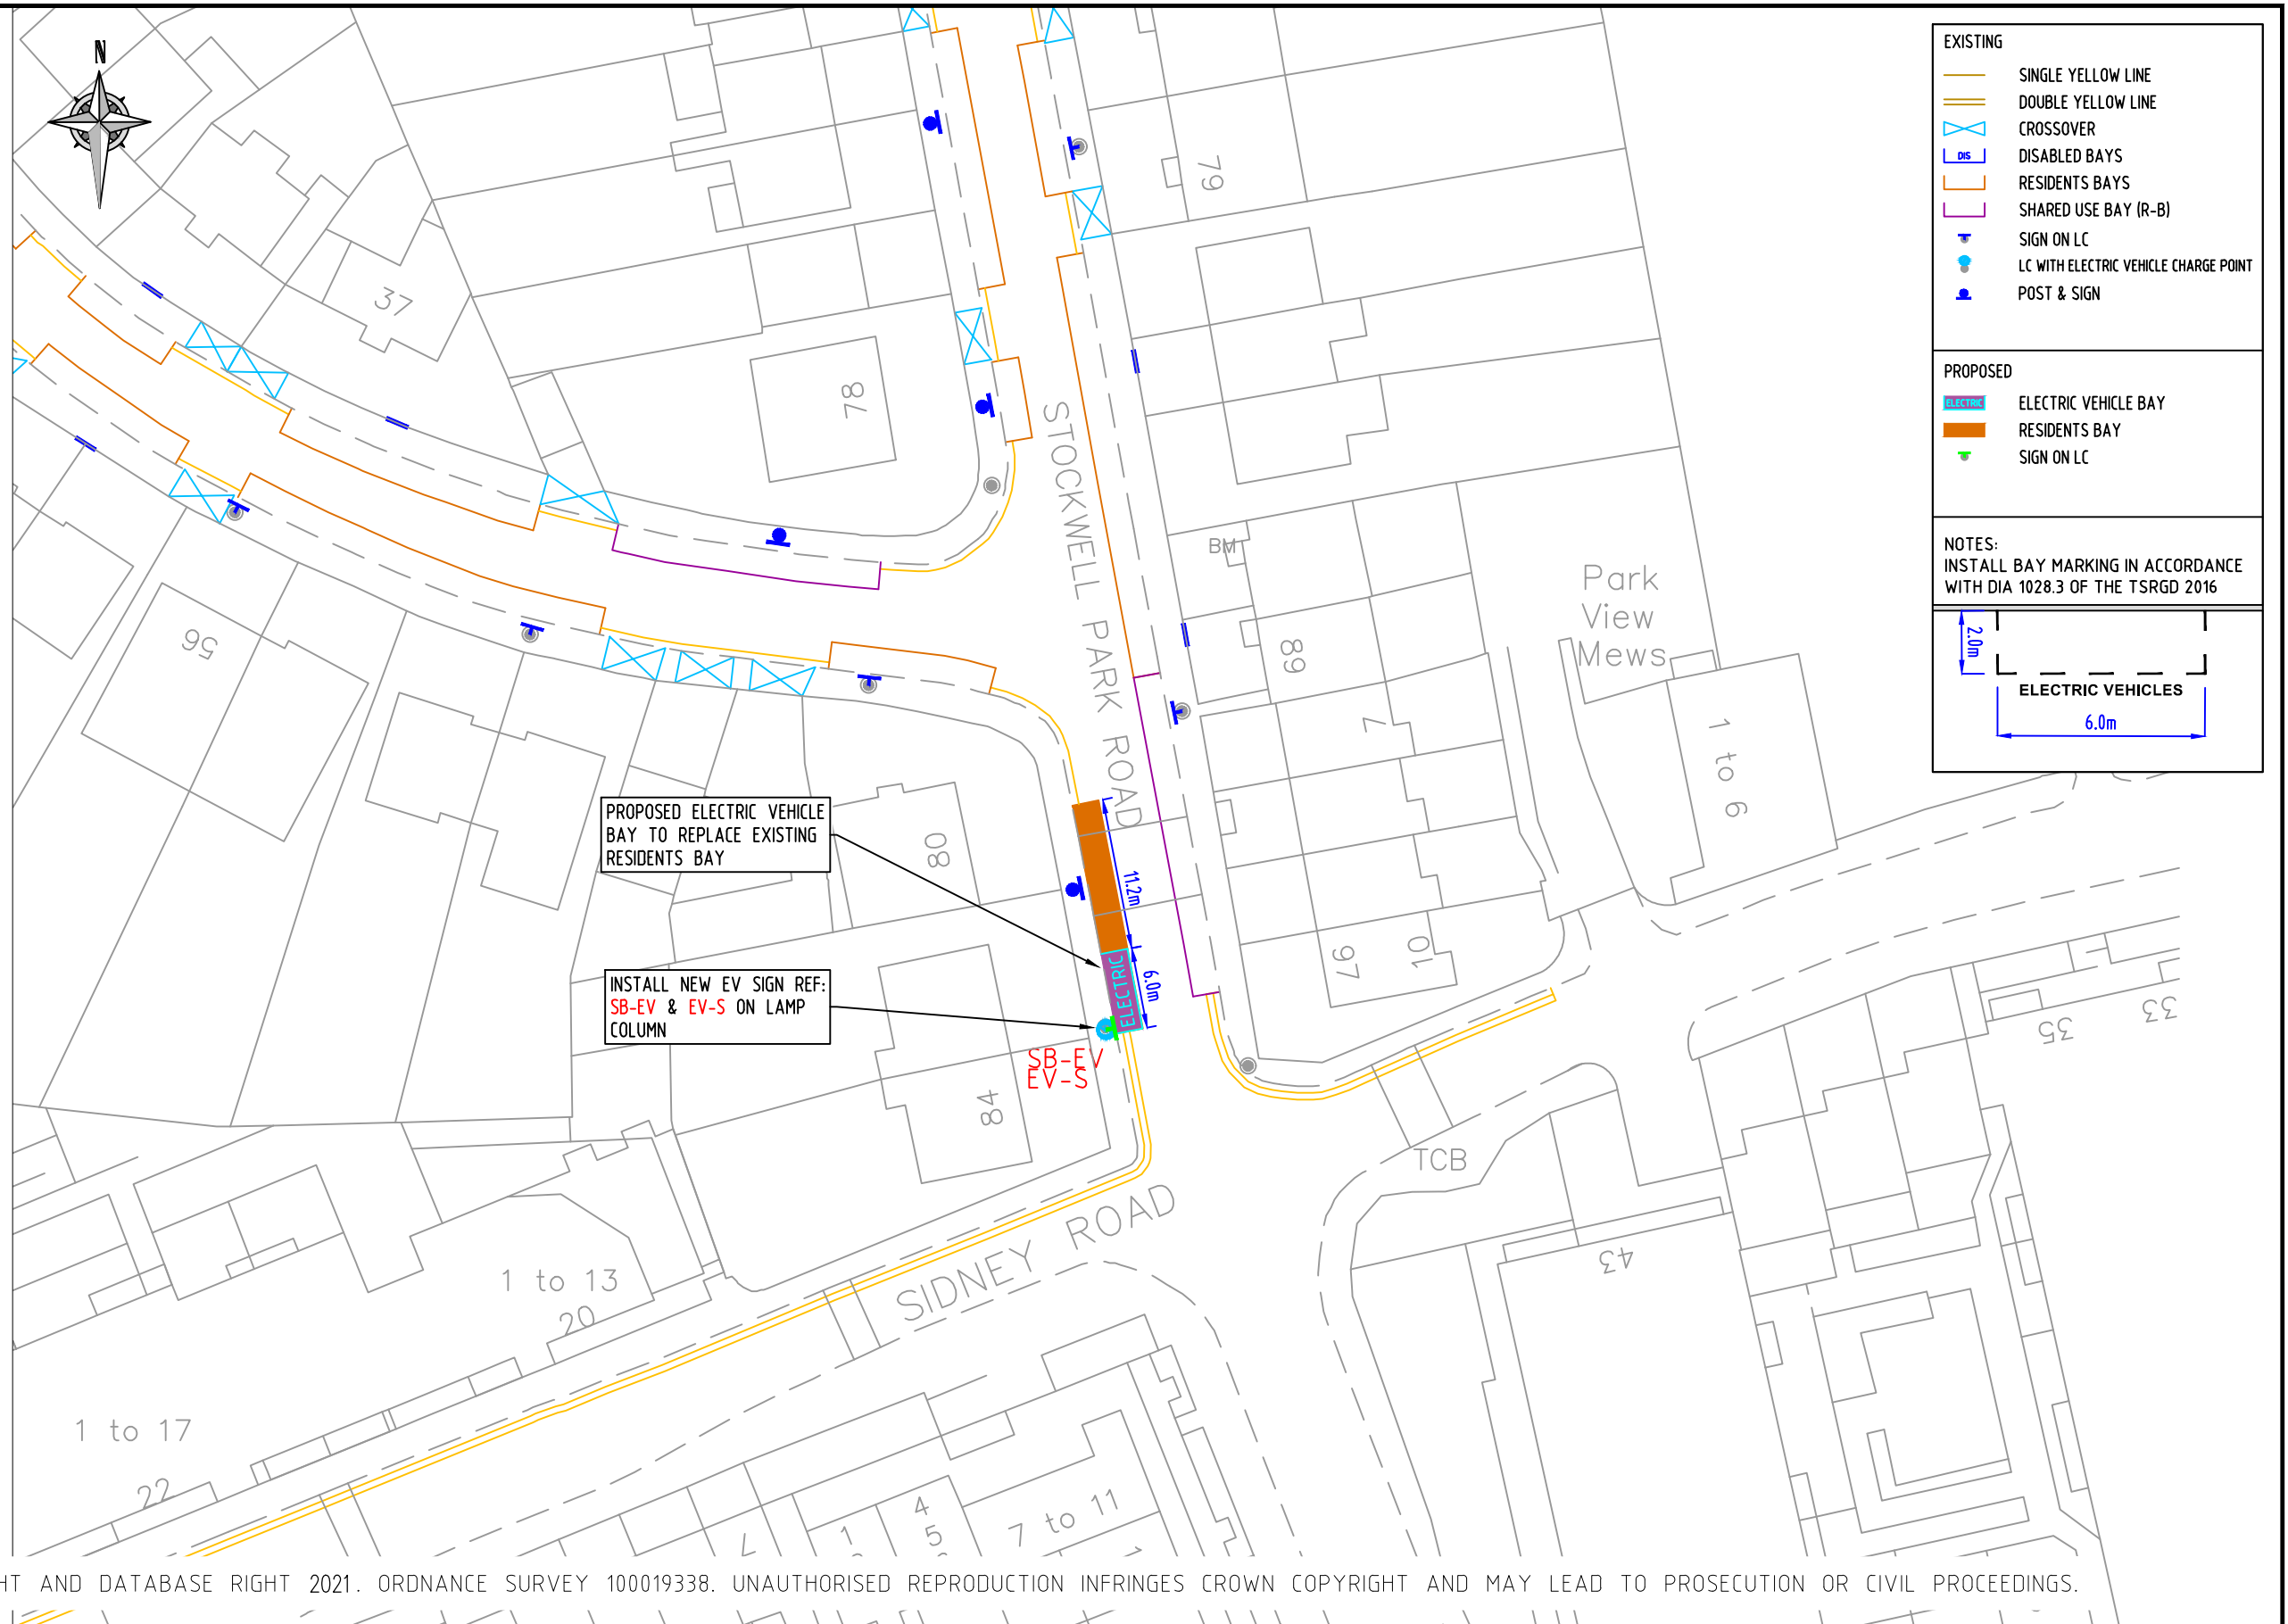 N
EXISTING
SINGLE YELLOW LINE
DOUBLE YELLOW LINE
CROSSOVER
DIS DISABLED BAYS
RESIDENTS BAYS
SHARED USE BAY (R-B)
SIGN ON LC
LC WITH ELECTRIC VEHICLE CHARGE POINT
POST & SIGN
PROPOSED
ELECTRIC ELECTRIC VEHICLE BAY
RESIDENTS BAY
SIGN ON LC
NOTES:
INSTALL BAY MARKING IN ACCORDANCE
WITH DIA 1028.3 OF THE TSRGD 2016
2.0m
ELECTRIC VEHICLES
6.0m
79
37
78
STOCKWELL PARK ROAD
BM
Park
View
Mews
56
89
7
1 to 6
PROPOSED ELECTRIC VEHICLE
BAY TO REPLACE EXISTING
RESIDENTS BAY
80
11.2m
97
10
INSTALL NEW EV SIGN REF:
SB-EV & EV-S ON LAMP
COLUMN
ELECTRIC
6.0m
SB-EV
EV-S
84
35
33
TCB
SIDNEY ROAD
43
1 to 13
20
1 to 17
22
4
5
1
7 to 11
HT AND DATABASE RIGHT 2021. ORDNANCE SURVEY 100019338. UNAUTHORISED REPRODUCTION INFRINGES CROWN COPYRIGHT AND MAY LEAD TO PROSECUTION OR CIVIL PROCEEDINGS.